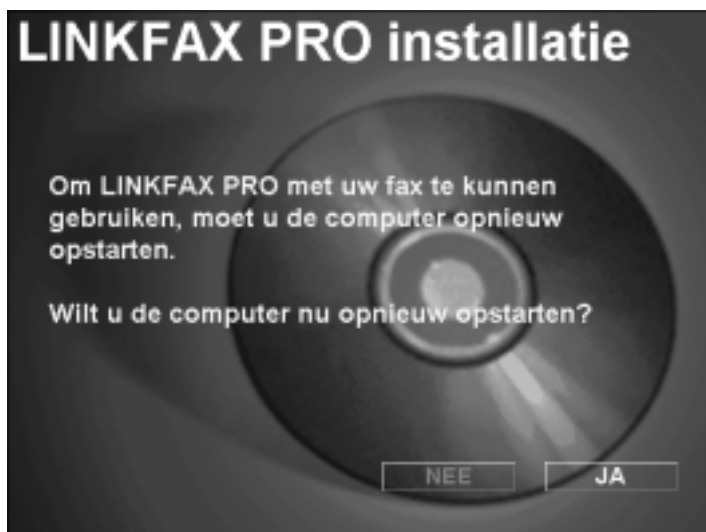 LINKFAX PRO installatie
Om LINKFAX PRO met uw fax te kunnen
gebruiken, moet u de computer opnieuw
opstarten.
Wilt u de computer nu opnieuw opstarten?
NEE
JA